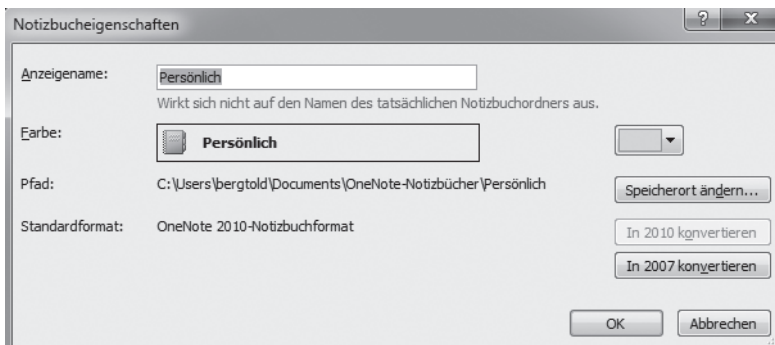 Notizbucheigenschaften
?
X
Anzeigename:
Persönlich
Wirkt sich nicht auf den Namen des tatsächlichen Notizbuchordners aus.
Farbe:
Persönlich
Pfad:
C:\Users\bergtold\Documents\OneNote-Notizbücher\Persönlich
Speicherort ändern...
Standardformat:
OneNote 2010-Notizbuchformat
In 2010 konvertieren
In 2007 konvertieren
OK
Abbrechen